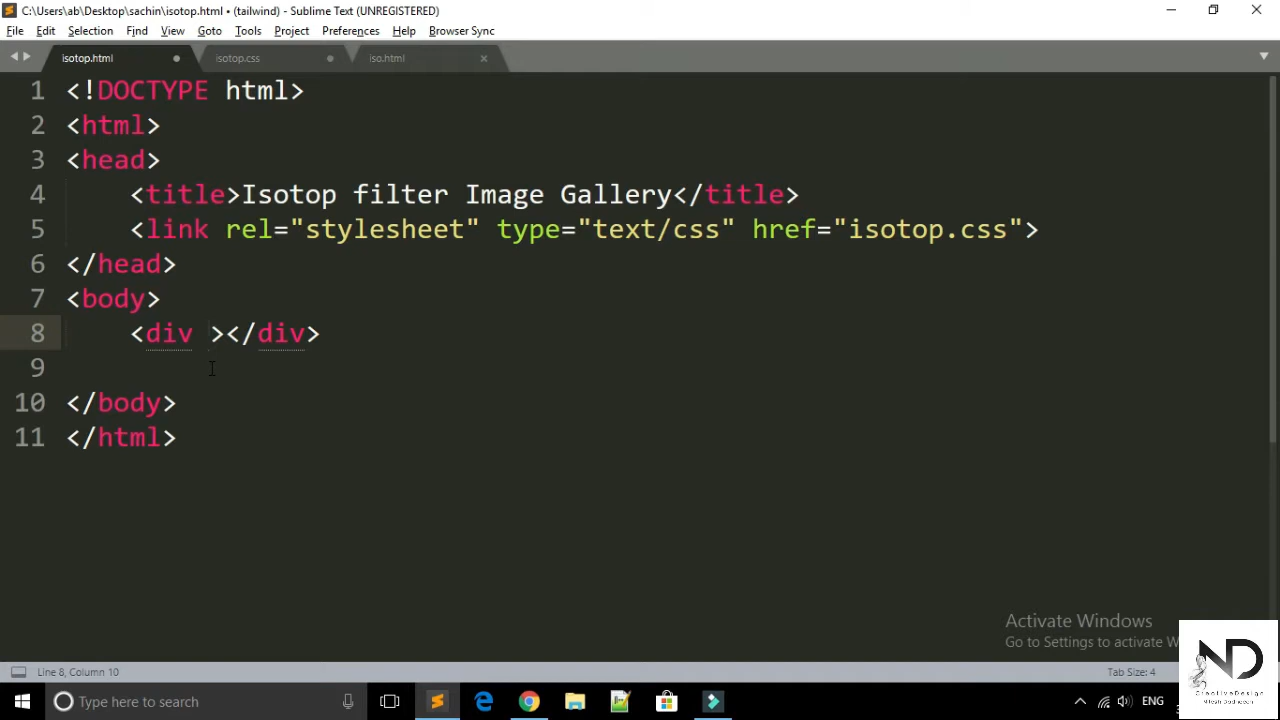 C:\Users\ab\Desktop\sachin\isotop.html • (tailwind) - Sublime Text (UNREGISTERED)
File Edit Selection Find View Goto Tools Project Preferences Help Browser Sync
isotop.html isotop.css iso.html
1 <!DOCTYPE html>
2 <html>
3 <head>
4 <title>Isotop filter Image Gallery</title>
5 <link rel="stylesheet" type="text/css" href="isotop.css">
6 </head>
7 <body>
8 <div ></div>
9
10 </body>
11 </html>
Activate Windows
Go to Settings to activate W
ND
CreativeDesign
Line 8, Column 10 Tab Size: 4
Type here to search ENG